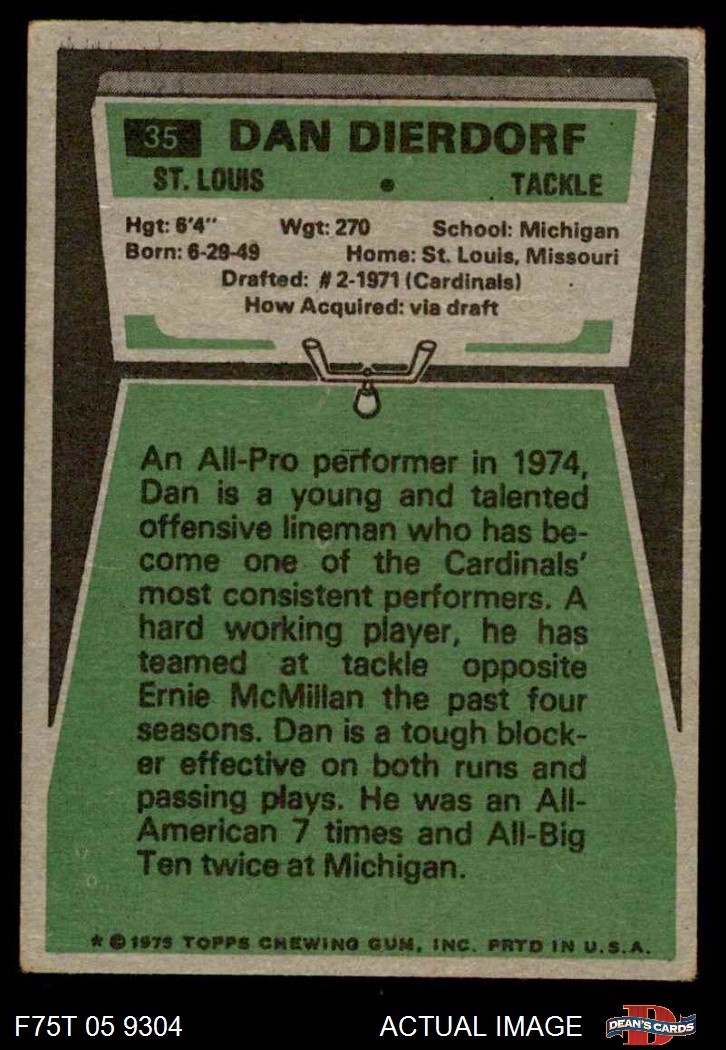 35 DAN DIERDORF
ST. LOUIS • TACKLE
Hgt: 6'4" Wgt: 270 School: Michigan
Born: 6-29-49 Home: St. Louis, Missouri
Drafted: #2-1971 (Cardinals)
How Acquired: via draft
An All-Pro performer in 1974,
Dan is a young and talented
offensive lineman who has be-
come one of the Cardinals'
most consistent performers. A
hard working player, he has
teamed at tackle opposite
Ernie McMillan the past four
seasons. Dan is a tough block-
er effective on both runs and
passing plays. He was an All-
American 7 times and All-Big
Ten twice at Michigan.
* © 1975 TOPPS CHEWING GUM, INC. PRTD IN U.S.A.
F75T 05 9304 ACTUAL IMAGE D DEAN'S CARDS